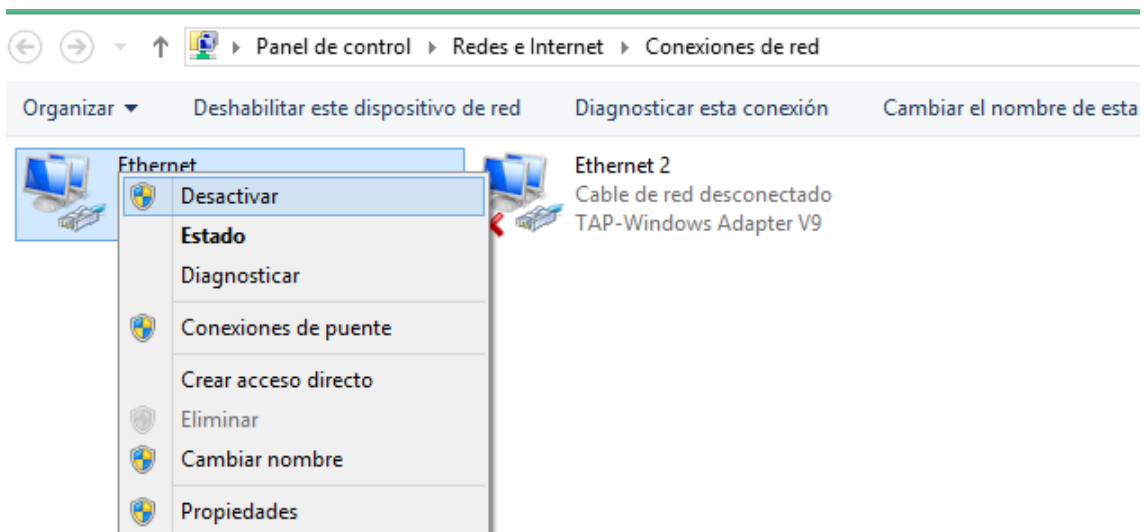 Panel de control Redes e Internet Conexiones de red
Organizar Deshabilitar este dispositivo de red Diagnosticar esta conexión Cambiar el nombre de esta
Ethernet
Ethernet 2
Cable de red desconectado
TAP-Windows Adapter V9
Desactivar
Estado
Diagnosticar
Conexiones de puente
Crear acceso directo
Eliminar
Cambiar nombre
Propiedades